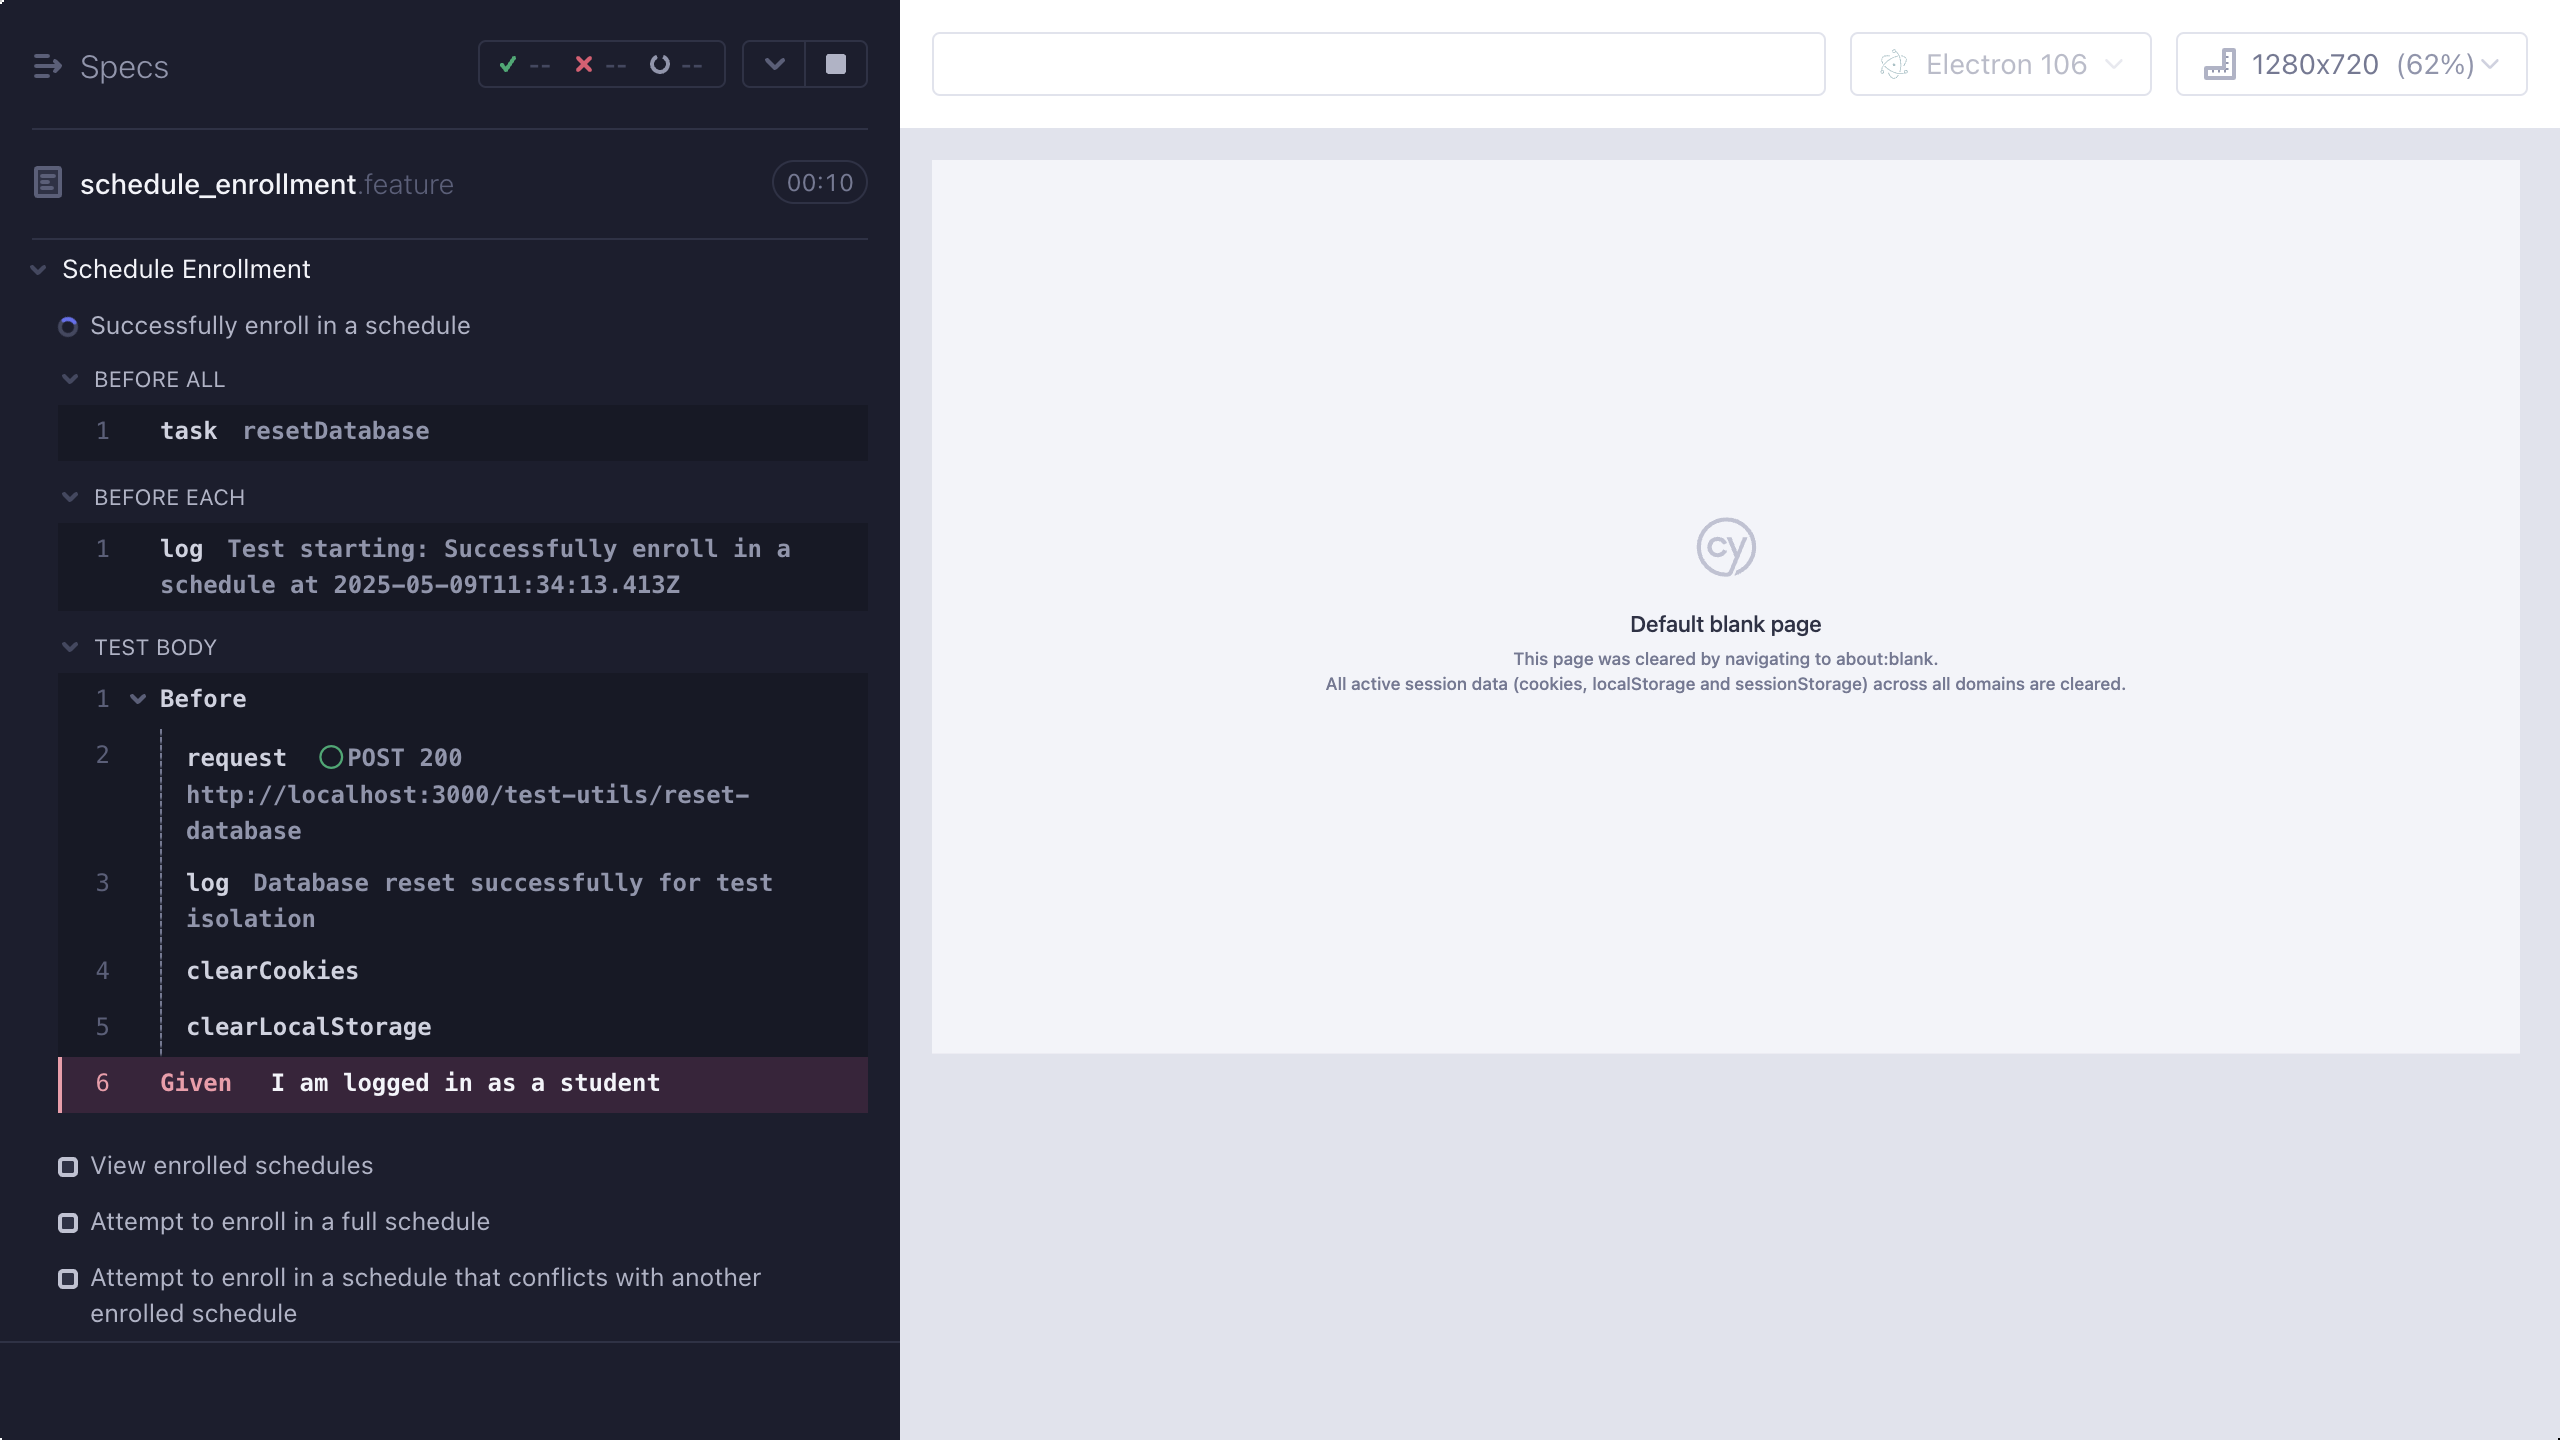 Specs
--
--
--
Electron 106
1280x720 (62%)
schedule_enrollment.feature
00:10
Schedule Enrollment
Successfully enroll in a schedule
BEFORE ALL
1 task resetDatabase
BEFORE EACH
1 log Test starting: Successfully enroll in a
schedule at 2025-05-09T11:34:13.413Z
TEST BODY
1 Before
2 request POST 200
http://localhost:3000/test-utils/reset-
database
3 log Database reset successfully for test
isolation
4 clearCookies
5 clearLocalStorage
6 Given I am logged in as a student
View enrolled schedules
Attempt to enroll in a full schedule
Attempt to enroll in a schedule that conflicts with another
enrolled schedule
cy
Default blank page
This page was cleared by navigating to about:blank.
All active session data (cookies, localStorage and sessionStorage) across all domains are cleared.